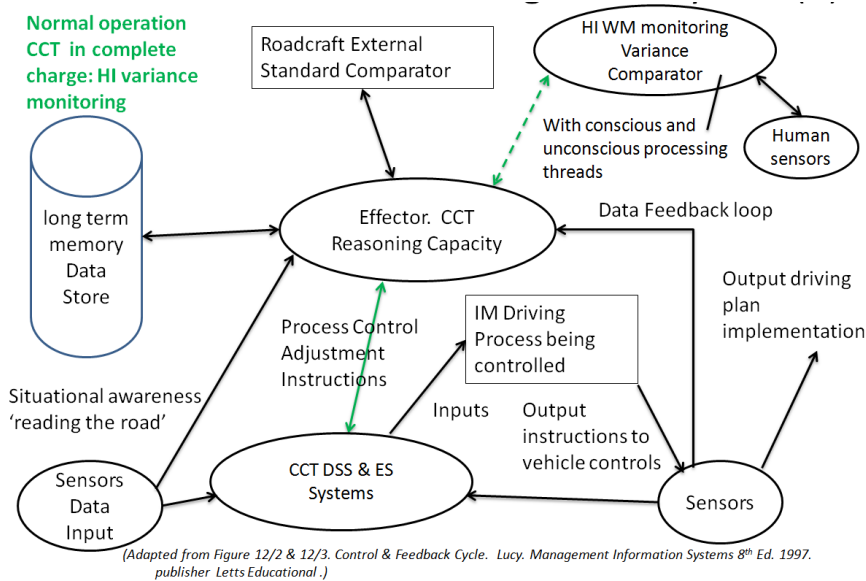 Normal operation
CCT in complete
charge: HI variance
monitoring
Roadcraft External
Standard Comparator
HI WM monitoring
Variance
Comparator
With conscious and
unconscious processing
threads
Human
sensors
long term
memory
Data
Store
Effector. CCT
Reasoning Capacity
Data Feedback loop
Output driving
plan
implementation
Process Control
Adjustment
Instructions
IM Driving
Process being
controlled
Situational awareness
‘reading the road’
Inputs
Output
instructions to
vehicle controls
Sensors
Data
Input
CCT DSS & ES
Systems
Sensors
(Adapted from Figure 12/2 & 12/3. Control & Feedback Cycle. Lucy. Management Information Systems 8th Ed. 1997.
publisher Letts Educational .)